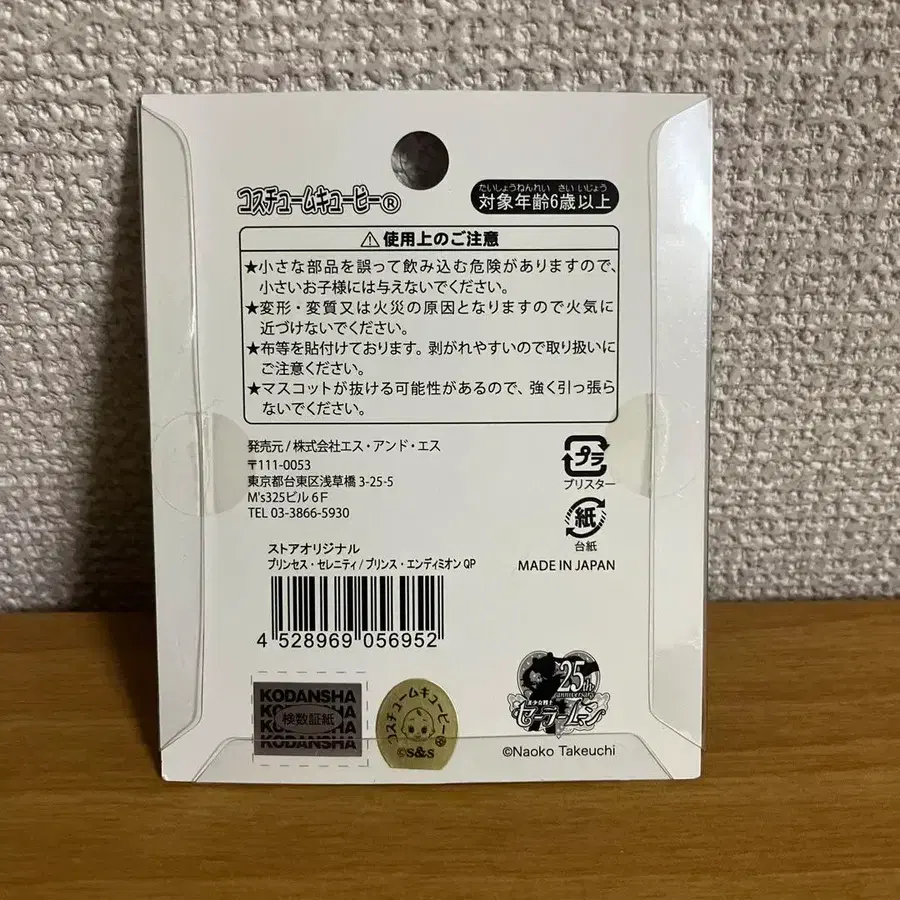 コスチュームキューピー®
たいしょうねんれい さい いじょう
対象年齢6歳以上
⚠使用上のご注意
★小さな部品を誤って飲み込む危険がありますので、
小さいお子様には与えないでください。
★変形・変質又は火災の原因となりますので火気に
近づけないでください。
★布等を貼付けております。剥がれやすいので取り扱いに
ご注意ください。
★マスコットが抜ける可能性があるので、強く引っ張ら
ないでください。
発売元/株式会社エス・アンド・エス
〒111-0053
東京都台東区浅草橋 3-25-5
M's325ビル 6F
TEL 03-3866-5930
プラ
ブリスター
紙
台紙
MADE IN JAPAN
ストアオリジナル
プリンセス・セレニティ/プリンス・エンディミオン QP
4 528969 056952
KODANSHA
KODANSHA
検数証紙
KODANSHA
KODANSHA
コスチュームキューピー®
©S&S
25th
anniversary
美少女戦士
セーラームーン
©Naoko Takeuchi